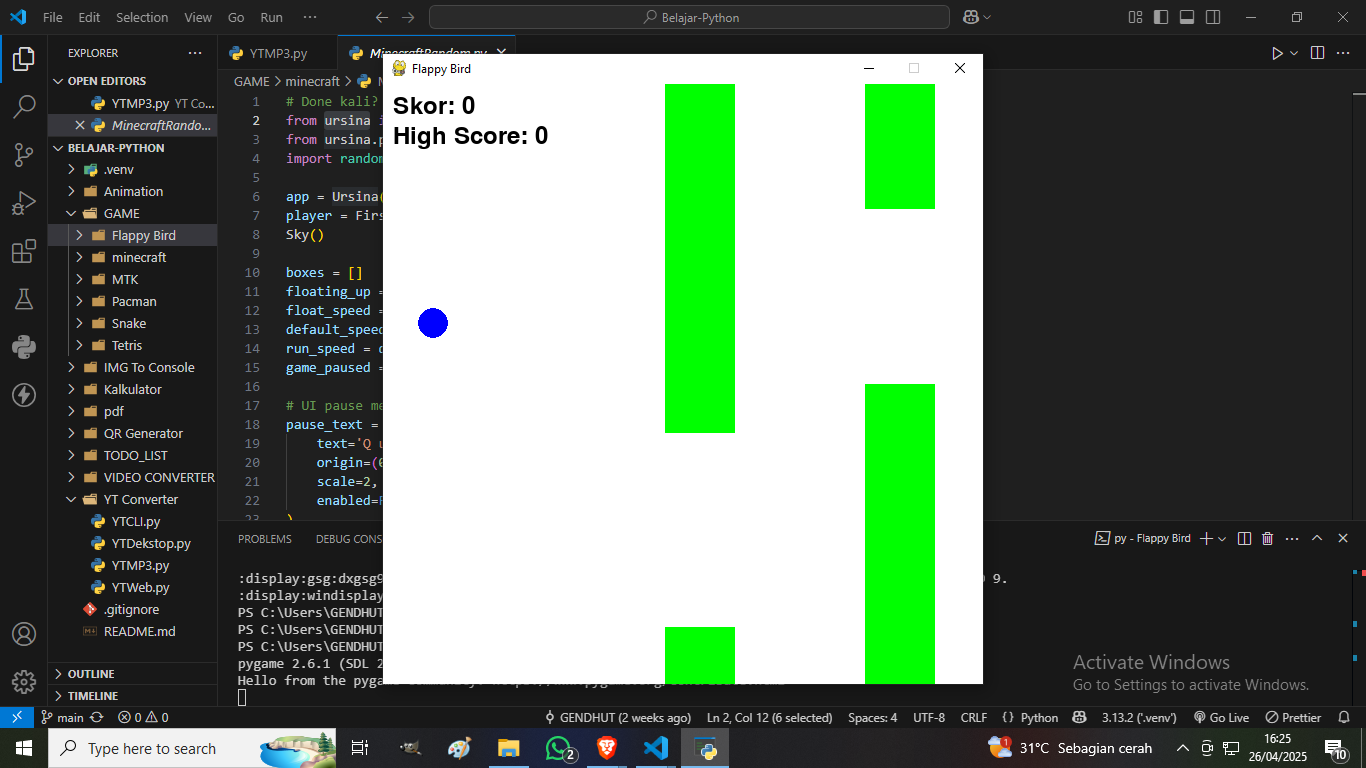 File Edit Selection View Go Run ···
Belajar-Python
EXPLORER
OPEN EDITORS
YTMP3.py YT Co...
MinecraftRando...
BELAJAR-PYTHON
.venv
Animation
GAME
Flappy Bird
minecraft
MTK
Pacman
Snake
Tetris
IMG To Console
Kalkulator
pdf
QR Generator
TODO_LIST
VIDEO CONVERTER
YT Converter
YTCLI.py
YTDekstop.py
YTMP3.py
YTWeb.py
.gitignore
README.md
OUTLINE
TIMELINE
YTMP3.py
MinecraftRandom.py
GAME > minecraft >
1 # Done kali?
2 from ursina
3 from ursina.p
4 import random
5
6 app = Ursina(
7 player = Firs
8 Sky()
9
10 boxes = []
11 floating_up =
12 float_speed =
13 default_speed
14 run_speed =
15 game_paused =
16
17 # UI pause me
18 pause_text =
19 text='Q
20 origin=(
21 scale=2,
22 enabled=
23 )
Flappy Bird
Skor: 0
High Score: 0
PROBLEMS
DEBUG CONS
py - Flappy Bird
:display:gsg:dxgsg9
9.
:display:windisplay
PS C:\Users\GENDHUT
PS C:\Users\GENDHUT
PS C:\Users\GENDHUT
pygame 2.6.1 (SDL 2
Hello from the pyga
Activate Windows
Go to Settings to activate Windows.
main
0 0
GENDHUT (2 weeks ago)
Ln 2, Col 12 (6 selected)
Spaces: 4
UTF-8
CRLF
{ } Python
3.13.2 ('.venv')
Go Live
Prettier
Type here to search
2
31°C Sebagian cerah
16:25
26/04/2025
10